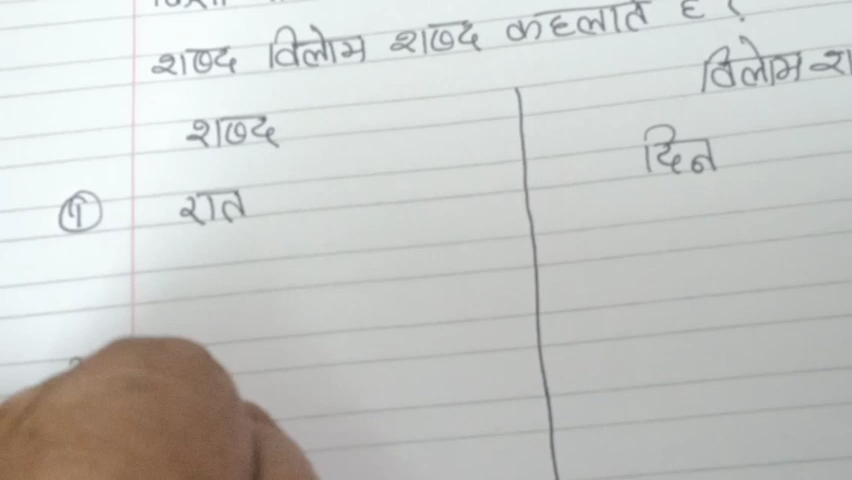 शब्द विलोम शब्द कहलाते है ?
शब्द
विलोम
① रात
दिन